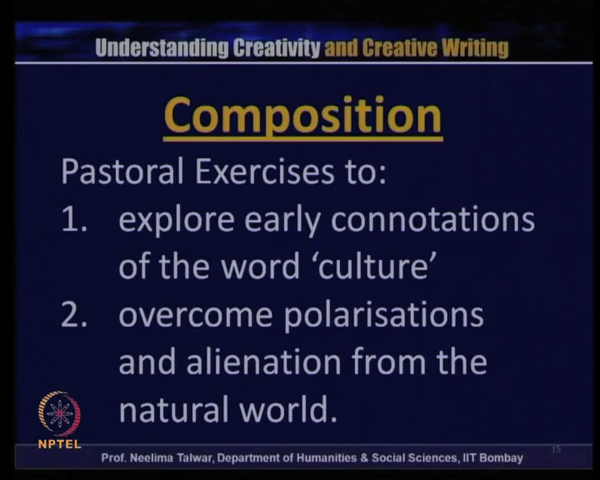 Understanding Creativity and Creative Writing
Composition
Pastoral Exercises to:
1. explore early connotations
of the word ‘culture’
2. overcome polarisations
and alienation from the
natural world.
NPTEL
15
Prof. Neelima Talwar, Department of Humanities & Social Sciences, IIT Bombay